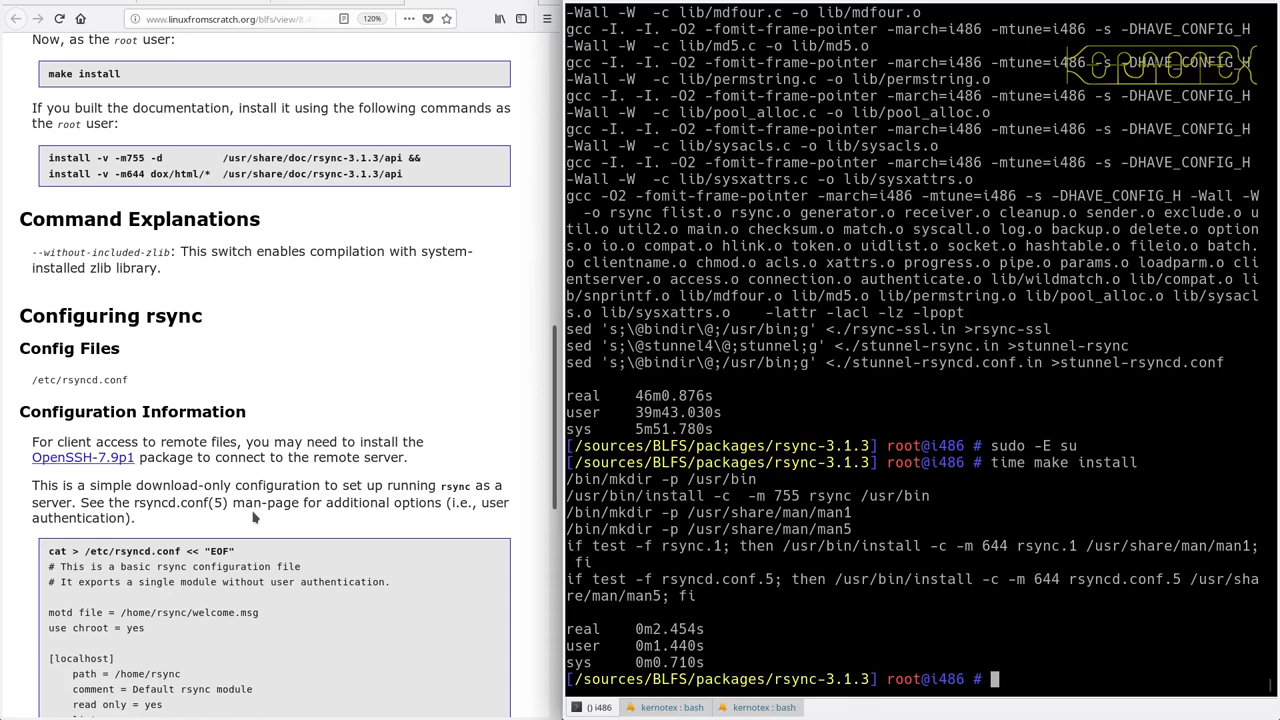 www.linuxfromscratch.org/blfs/view/8.4
120%
Now, as the root user:
make install
If you built the documentation, install it using the following commands as
the root user:
install -v -m755 -d /usr/share/doc/rsync-3.1.3/api &&
install -v -m644 dox/html/* /usr/share/doc/rsync-3.1.3/api
Command Explanations
--without-included-zlib: This switch enables compilation with system-
installed zlib library.
Configuring rsync
Config Files
/etc/rsyncd.conf
Configuration Information
For client access to remote files, you may need to install the
OpenSSH-7.9p1 package to connect to the remote server.
This is a simple download-only configuration to set up running rsync as a
server. See the rsyncd.conf(5) man-page for additional options (i.e., user
authentication).
cat > /etc/rsyncd.conf << "EOF"
# This is a basic rsync configuration file
# It exports a single module without user authentication.
motd file = /home/rsync/welcome.msg
use chroot = yes
[localhost]
path = /home/rsync
comment = Default rsync module
read only = yes
-Wall -W -c lib/mdfour.c -o lib/mdfour.o
gcc -I. -I. -O2 -fomit-frame-pointer -march=i486 -mtune=i486 -s -DHAVE_CONFIG_H
-Wall -W -c lib/md5.c -o lib/md5.o
gcc -I. -I. -O2 -fomit-frame-pointer -march=i486 -mtune=i486 -s -DHAVE_CONFIG_H
-Wall -W -c lib/permstring.c -o lib/permstring.o
gcc -I. -I. -O2 -fomit-frame-pointer -march=i486 -mtune=i486 -s -DHAVE_CONFIG_H
-Wall -W -c lib/pool_alloc.c -o lib/pool_alloc.o
gcc -I. -I. -O2 -fomit-frame-pointer -march=i486 -mtune=i486 -s -DHAVE_CONFIG_H
-Wall -W -c lib/sysacls.c -o lib/sysacls.o
gcc -I. -I. -O2 -fomit-frame-pointer -march=i486 -mtune=i486 -s -DHAVE_CONFIG_H
-Wall -W -c lib/sysxattrs.c -o lib/sysxattrs.o
gcc -O2 -fomit-frame-pointer -march=i486 -mtune=i486 -s -DHAVE_CONFIG_H -Wall -W
-o rsync flist.o rsync.o generator.o receiver.o cleanup.o sender.o exclude.o u
til.o util2.o main.o checksum.o match.o syscall.o log.o backup.o delete.o option
s.o io.o compat.o hlink.o token.o uidlist.o socket.o hashtable.o fileio.o batch.
o clientname.o chmod.o acls.o xattrs.o progress.o pipe.o params.o loadparm.o cli
entserver.o access.o connection.o authenticate.o lib/wildmatch.o lib/compat.o li
b/snprintf.o lib/mdfour.o lib/md5.o lib/permstring.o lib/pool_alloc.o lib/sysacl
s.o lib/sysxattrs.o -lattr -lacl -lz -lpopt
sed 's;\@bindir\@;/usr/bin;g' <./rsync-ssl.in >rsync-ssl
sed 's;\@stunnel4\@;stunnel;g' <./stunnel-rsync.in >stunnel-rsync
sed 's;\@bindir\@;/usr/bin;g' <./stunnel-rsyncd.conf.in >stunnel-rsyncd.conf
real 46m0.876s
user 39m43.030s
sys 5m51.780s
[/sources/BLFS/packages/rsync-3.1.3] root@i486 # sudo -E su
[/sources/BLFS/packages/rsync-3.1.3] root@i486 # time make install
/bin/mkdir -p /usr/bin
/usr/bin/install -c -m 755 rsync /usr/bin
/bin/mkdir -p /usr/share/man/man1
/bin/mkdir -p /usr/share/man/man5
if test -f rsync.1; then /usr/bin/install -c -m 644 rsync.1 /usr/share/man/man1;
fi
if test -f rsyncd.conf.5; then /usr/bin/install -c -m 644 rsyncd.conf.5 /usr/sha
re/man/man5; fi
real 0m2.454s
user 0m1.440s
sys 0m0.710s
[/sources/BLFS/packages/rsync-3.1.3] root@i486 #
() i486
kernotex : bash
kernotex : bash